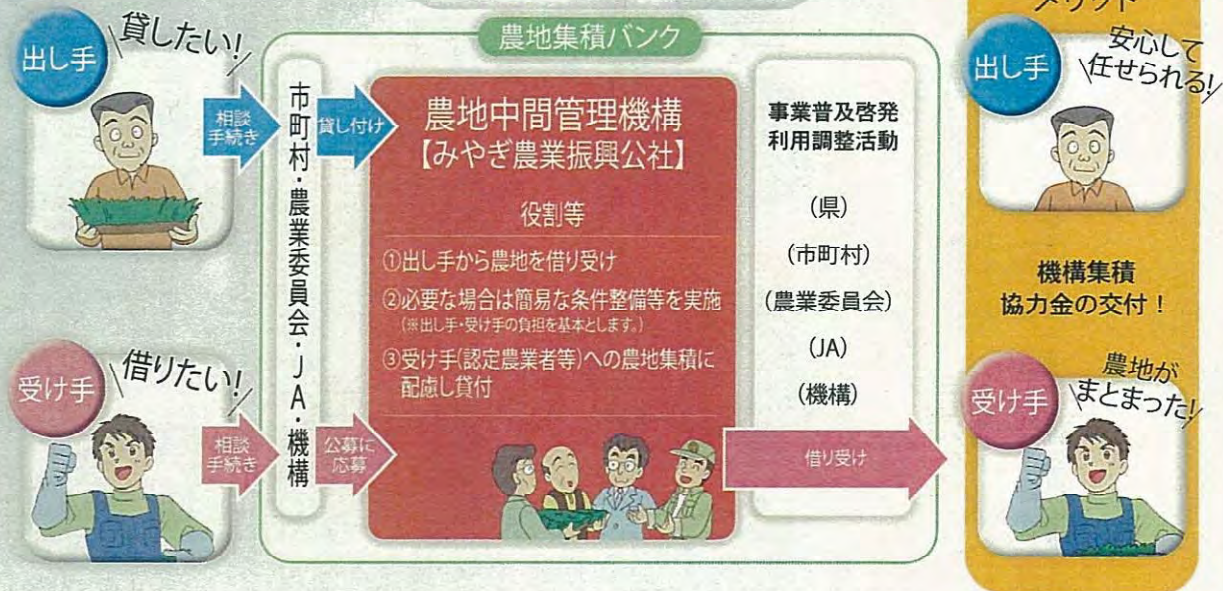 農地集積バンク
出し手
貸したい!
相談
手続き
市町村・農業委員会・JA・機構
貸し付け
農地中間管理機構
【みやぎ農業振興公社】
役割等
①出し手から農地を借り受け
②必要な場合は簡易な条件整備等を実施
(※出し手・受け手の負担を基本とします。)
③受け手(認定農業者等)への農地集積に
配慮し貸付
受け手
借りたい!
相談
手続き
公募に
応募
事業普及啓発
利用調整活動
(県)
(市町村)
(農業委員会)
(JA)
(機構)
借り受け
メリット
出し手
安心して
任せられる!
機構集積
協力金の交付!
受け手
農地が
まとまった!